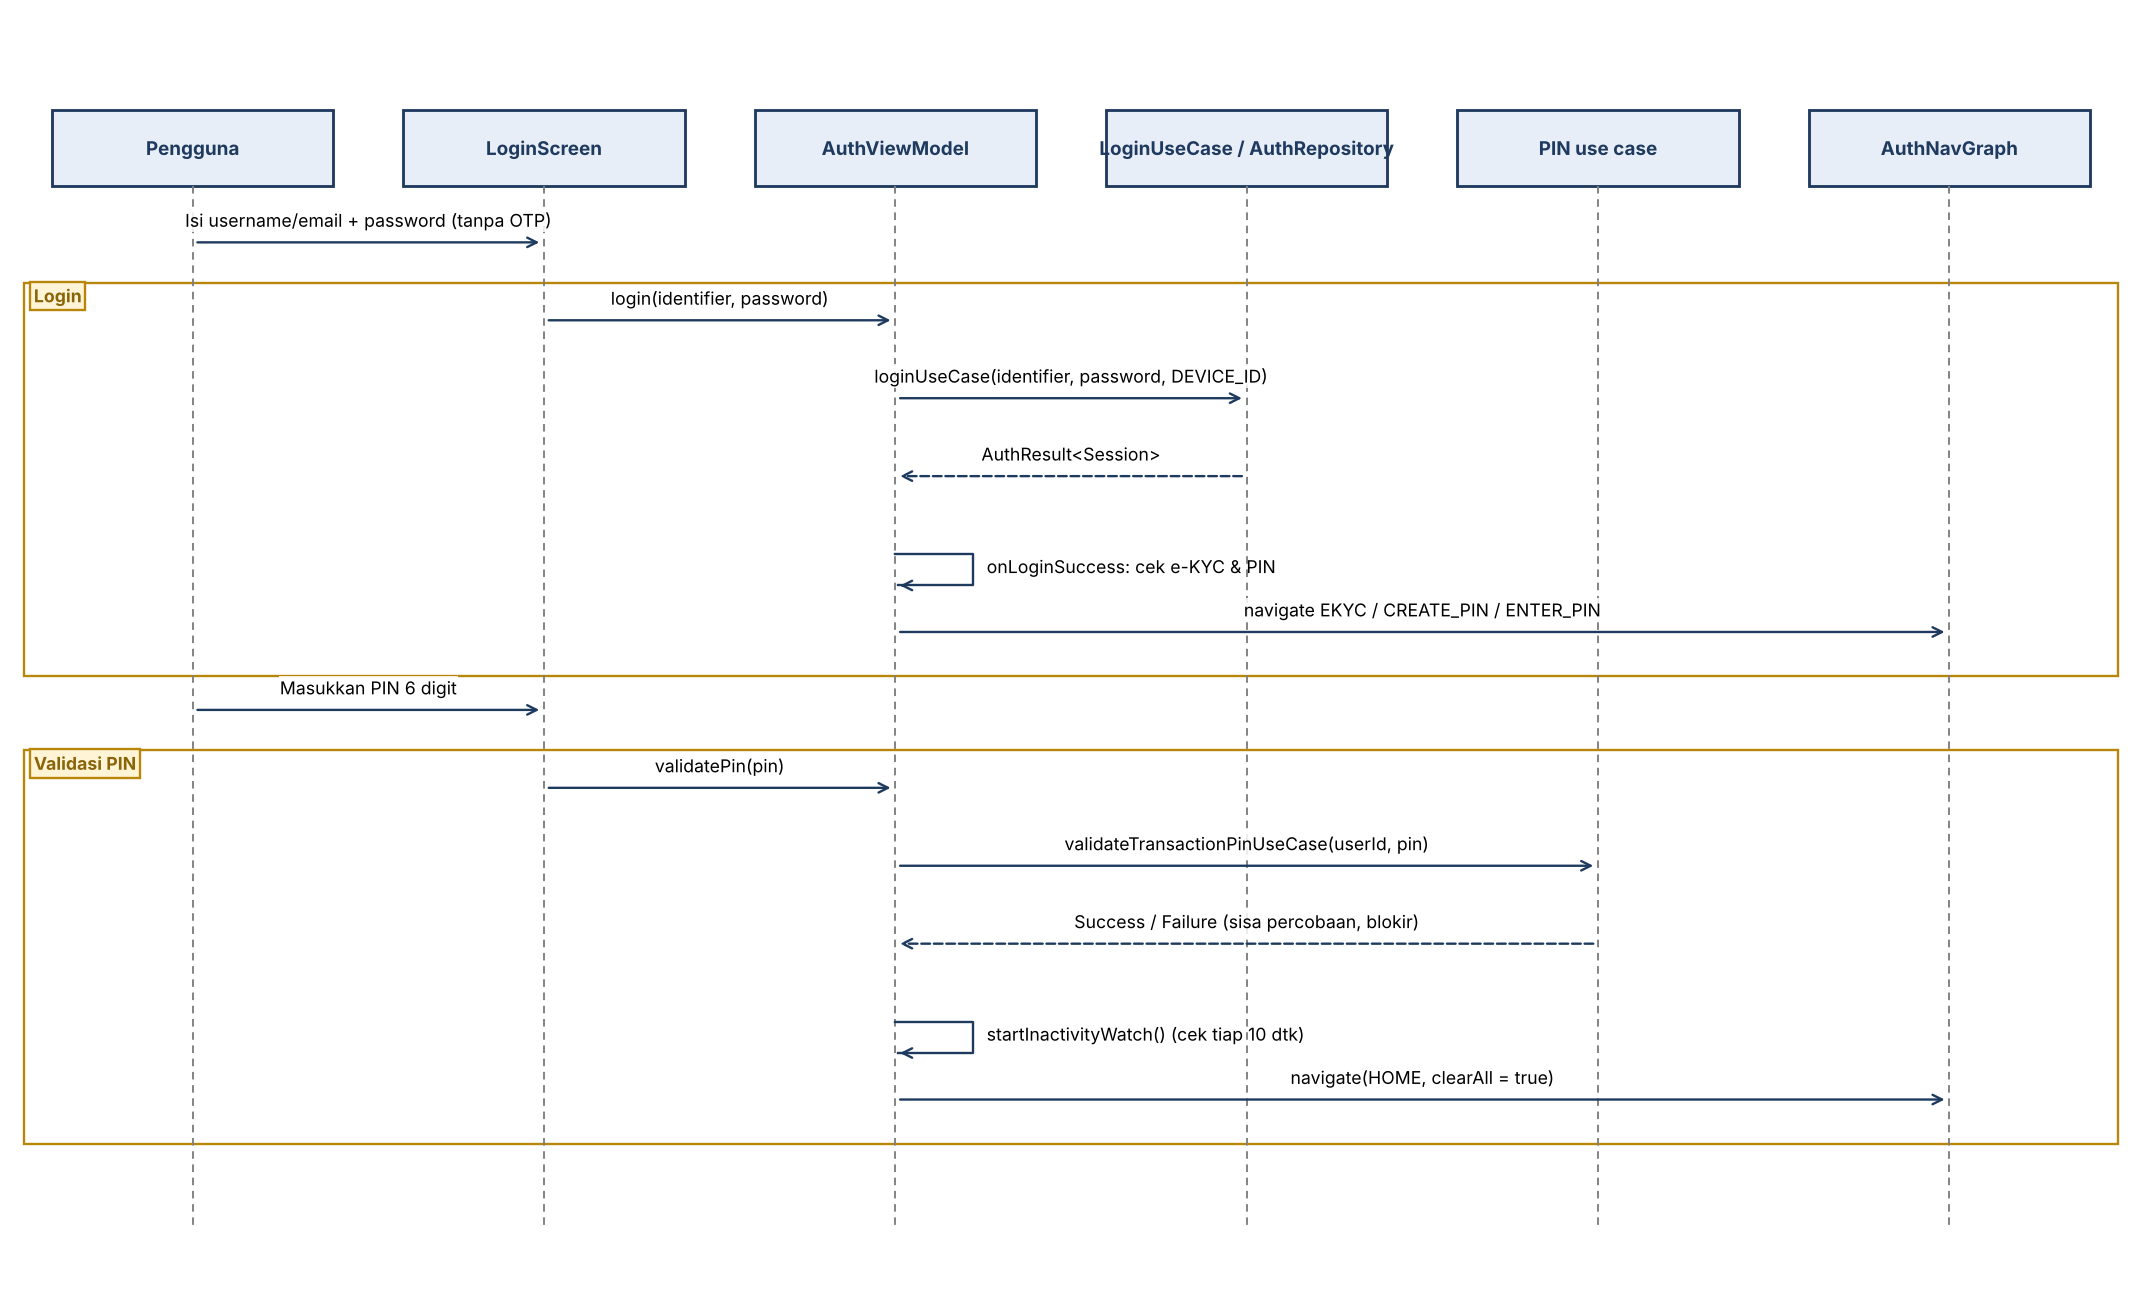 Pengguna
LoginScreen
AuthViewModel
LoginUseCase / AuthRepository
PIN use case
AuthNavGraph
Isi username/email + password (tanpa OTP)
Login
login(identifier, password)
loginUseCase(identifier, password, DEVICE_ID)
AuthResult<Session>
onLoginSuccess: cek e-KYC & PIN
navigate EKYC / CREATE_PIN / ENTER_PIN
Masukkan PIN 6 digit
Validasi PIN
validatePin(pin)
validateTransactionPinUseCase(userId, pin)
Success / Failure (sisa percobaan, blokir)
startInactivityWatch() (cek tiap 10 dtk)
navigate(HOME, clearAll = true)